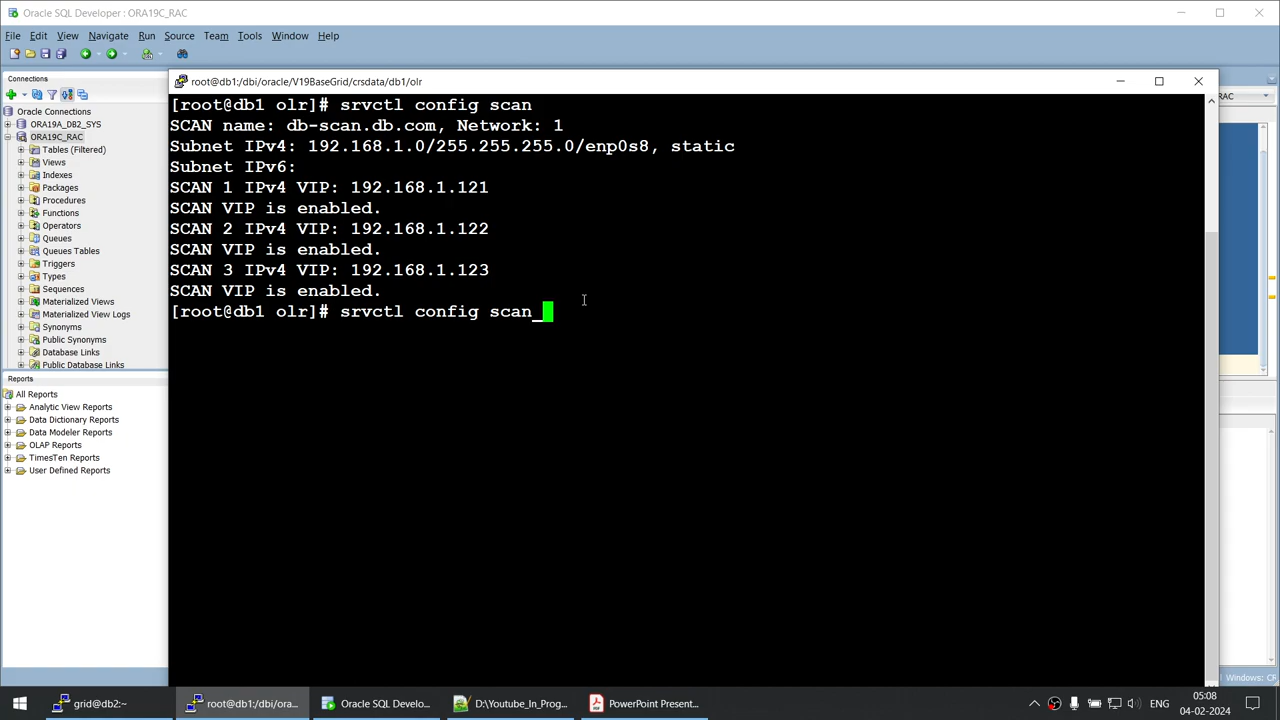 Oracle SQL Developer : ORA19C_RAC
File Edit View Navigate Run Source Team Tools Window Help
Connections
Oracle Connections
ORA19A_DB2_SYS
ORA19C_RAC
Tables (Filtered)
Views
Indexes
Packages
Procedures
Functions
Operators
Queues
Queues Tables
Triggers
Types
Sequences
Materialized Views
Materialized View Logs
Synonyms
Public Synonyms
Database Links
Public Database Links
Reports
All Reports
Analytic View Reports
Data Dictionary Reports
Data Modeler Reports
OLAP Reports
TimesTen Reports
User Defined Reports
root@db1:/dbi/oracle/V19BaseGrid/crsdata/db1/olr
[root@db1 olr]# srvctl config scan
SCAN name: db-scan.db.com, Network: 1
Subnet IPv4: 192.168.1.0/255.255.255.0/enp0s8, static
Subnet IPv6:
SCAN 1 IPv4 VIP: 192.168.1.121
SCAN VIP is enabled.
SCAN 2 IPv4 VIP: 192.168.1.122
SCAN VIP is enabled.
SCAN 3 IPv4 VIP: 192.168.1.123
SCAN VIP is enabled.
[root@db1 olr]# srvctl config scan_
RAC
Windows: CR
grid@db2:~
root@db1:/dbi/ora...
Oracle SQL Develo...
D:\Youtube_In_Prog...
PowerPoint Present...
ENG
05:08
04-02-2024